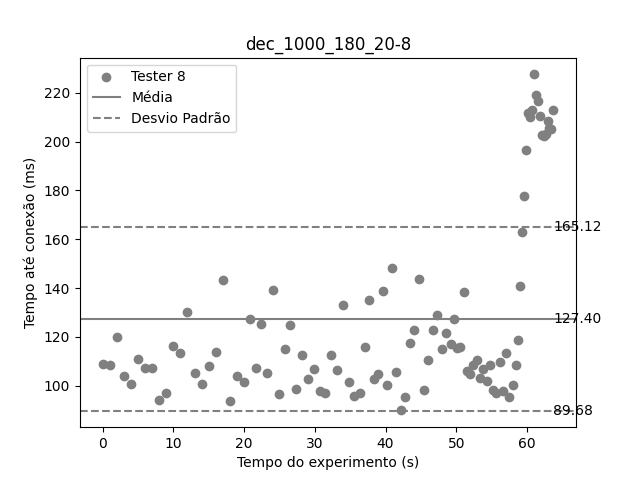 dec_1000_180_20-8
Tester 8
Média
Desvio Padrão
Tempo até conexão (ms)
220
200
180
160
140
120
100
165.12
127.40
89.68
0 10 20 30 40 50 60
Tempo do experimento (s)